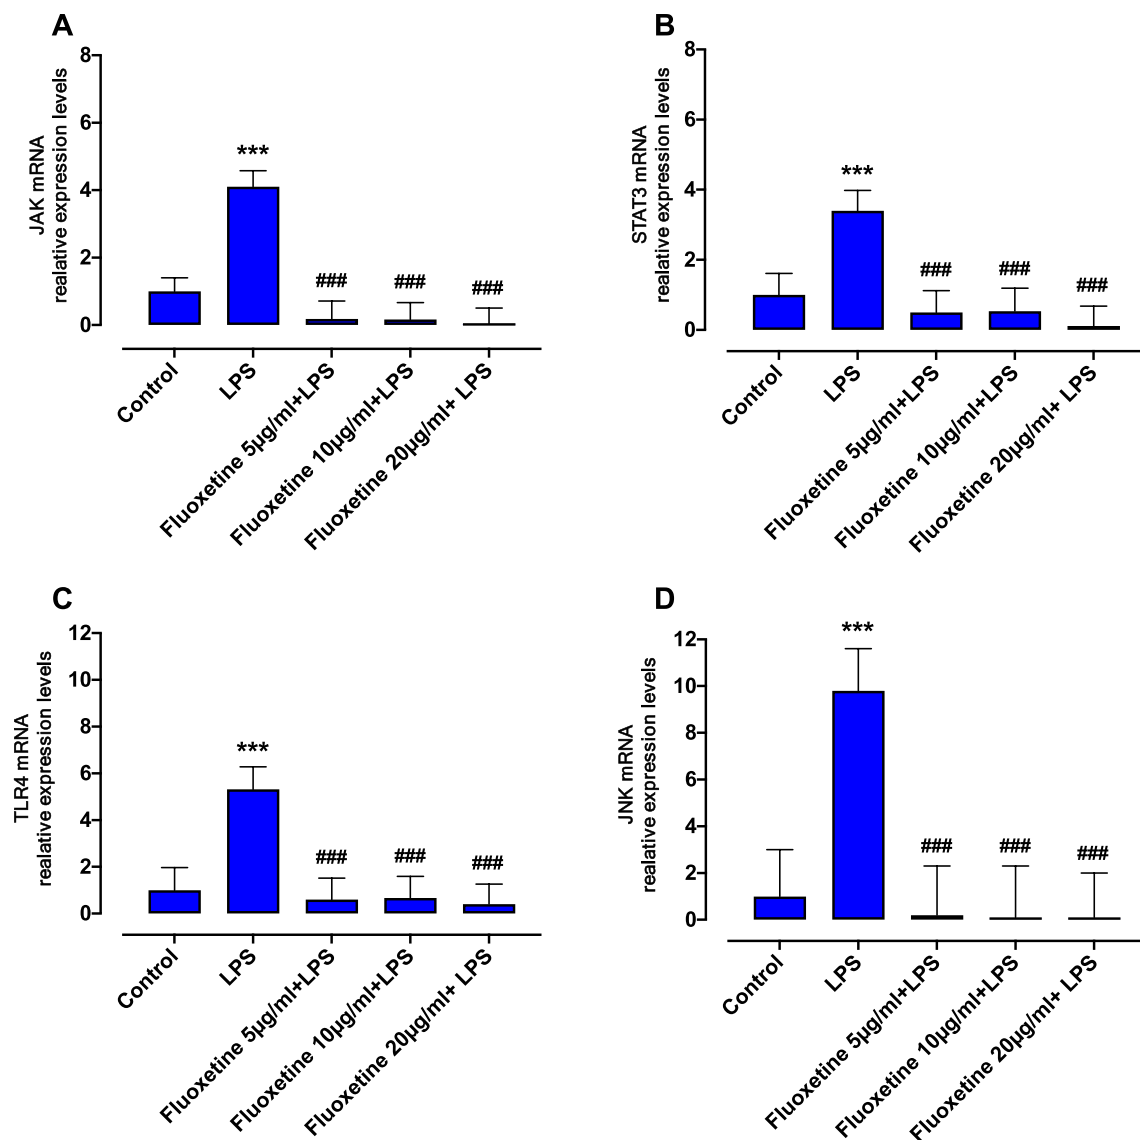 A
JAK mRNA
realative expression levels
8
6
4
2
0
***
###
###
###
Control
LPS
Fluoxetine 5µg/ml+LPS
Fluoxetine 10µg/ml+LPS
Fluoxetine 20µg/ml+ LPS
B
STAT3 mRNA
realative expression levels
8
6
4
2
0
***
###
###
###
Control
LPS
Fluoxetine 5µg/ml+LPS
Fluoxetine 10µg/ml+LPS
Fluoxetine 20µg/ml+ LPS
C
TLR4 mRNA
realative expression levels
12
10
8
6
4
2
0
***
###
###
###
Control
LPS
Fluoxetine 5µg/ml+LPS
Fluoxetine 10µg/ml+LPS
Fluoxetine 20µg/ml+ LPS
D
JNK mRNA
realative expression levels
12
10
8
6
4
2
0
***
###
###
###
Control
LPS
Fluoxetine 5µg/ml+LPS
Fluoxetine 10µg/ml+LPS
Fluoxetine 20µg/ml+ LPS